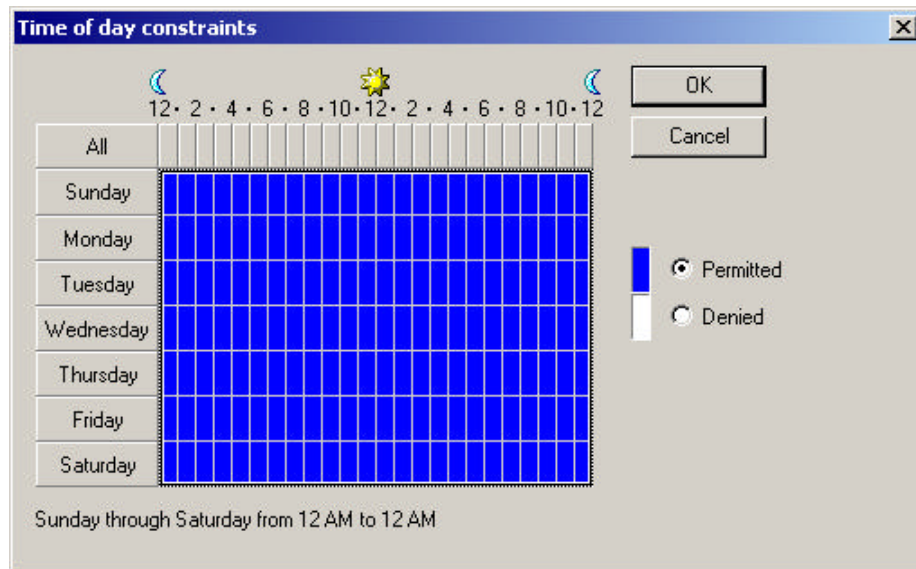 Time of day constraints
12 · 2 · 4 · 6 · 8 · 10 · 12 · 2 · 4 · 6 · 8 · 10 · 12
OK
Cancel
All
Sunday
Monday
Tuesday
Wednesday
Thursday
Friday
Saturday
Permitted
Denied
Sunday through Saturday from 12 AM to 12 AM